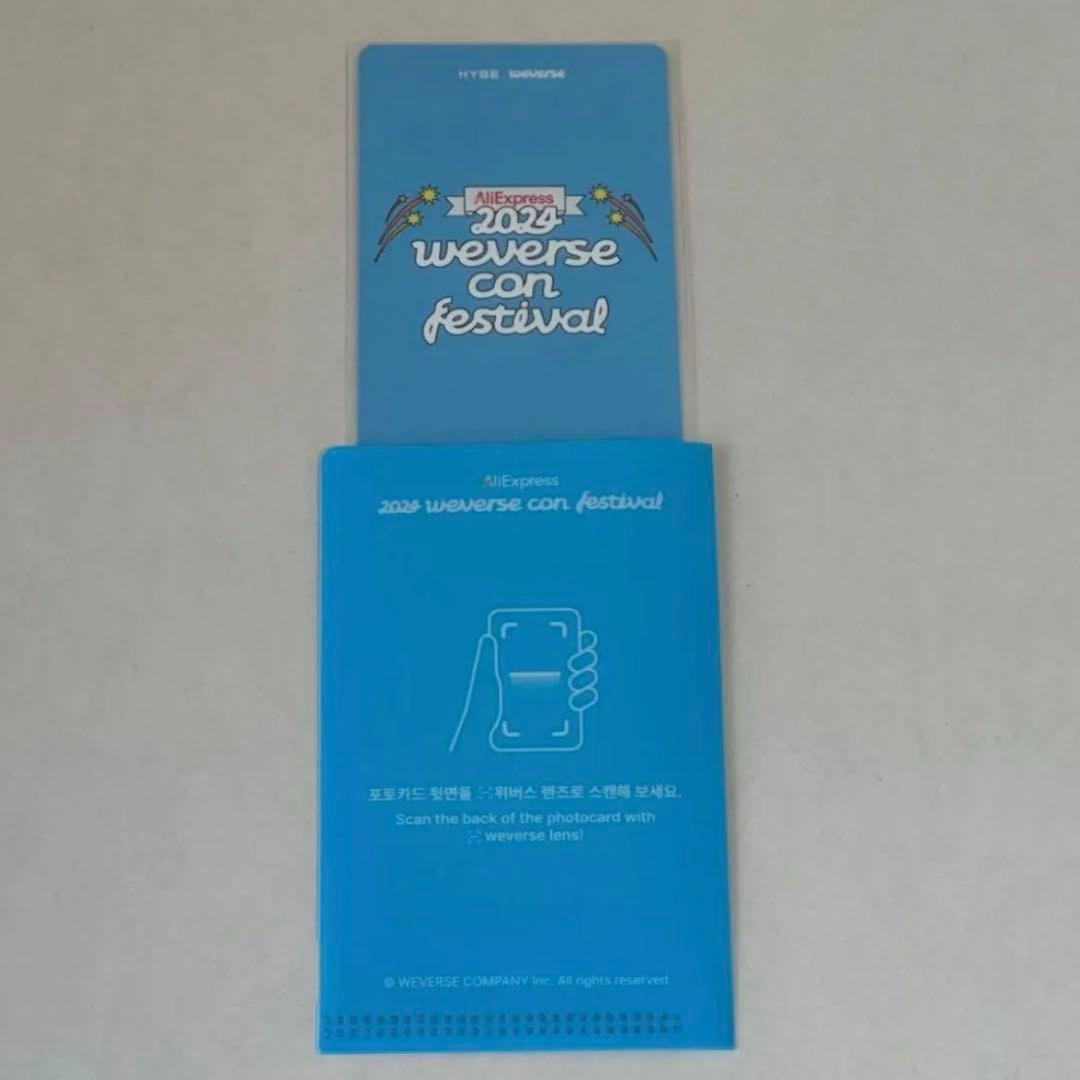 HYBE weverse
AliExpress
2024
weverse
con
festival
AliExpress
2024 weverse con festival
포토카드 뒷면을 위버스 렌즈로 스캔해 보세요.
Scan the back of the photocard with
weverse lens!
© WEVERSE COMPANY Inc. All rights reserved